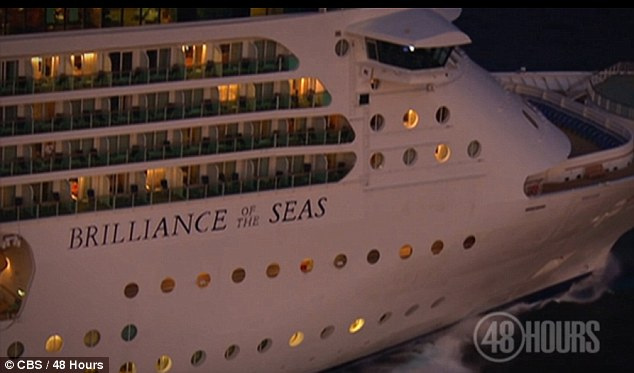 BRILLIANCE OF THE SEAS
48 HOURS
© CBS / 48 Hours